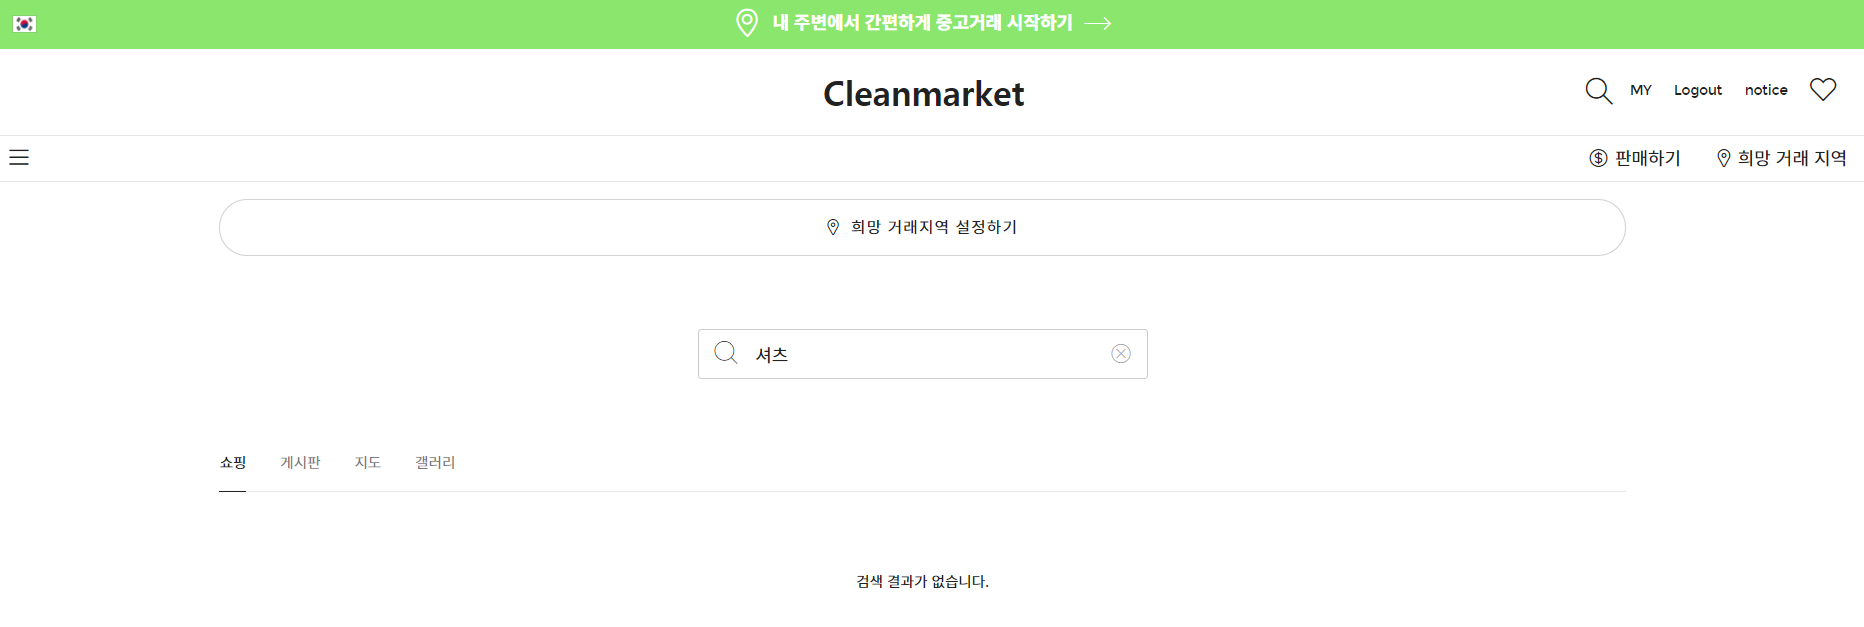 내 주변에서 간편하게 중고거래 시작하기
Cleanmarket
MY Logout notice
판매하기 희망 거래 지역
희망 거래지역 설정하기
셔츠
쇼핑 게시판 지도 갤러리
검색 결과가 없습니다.